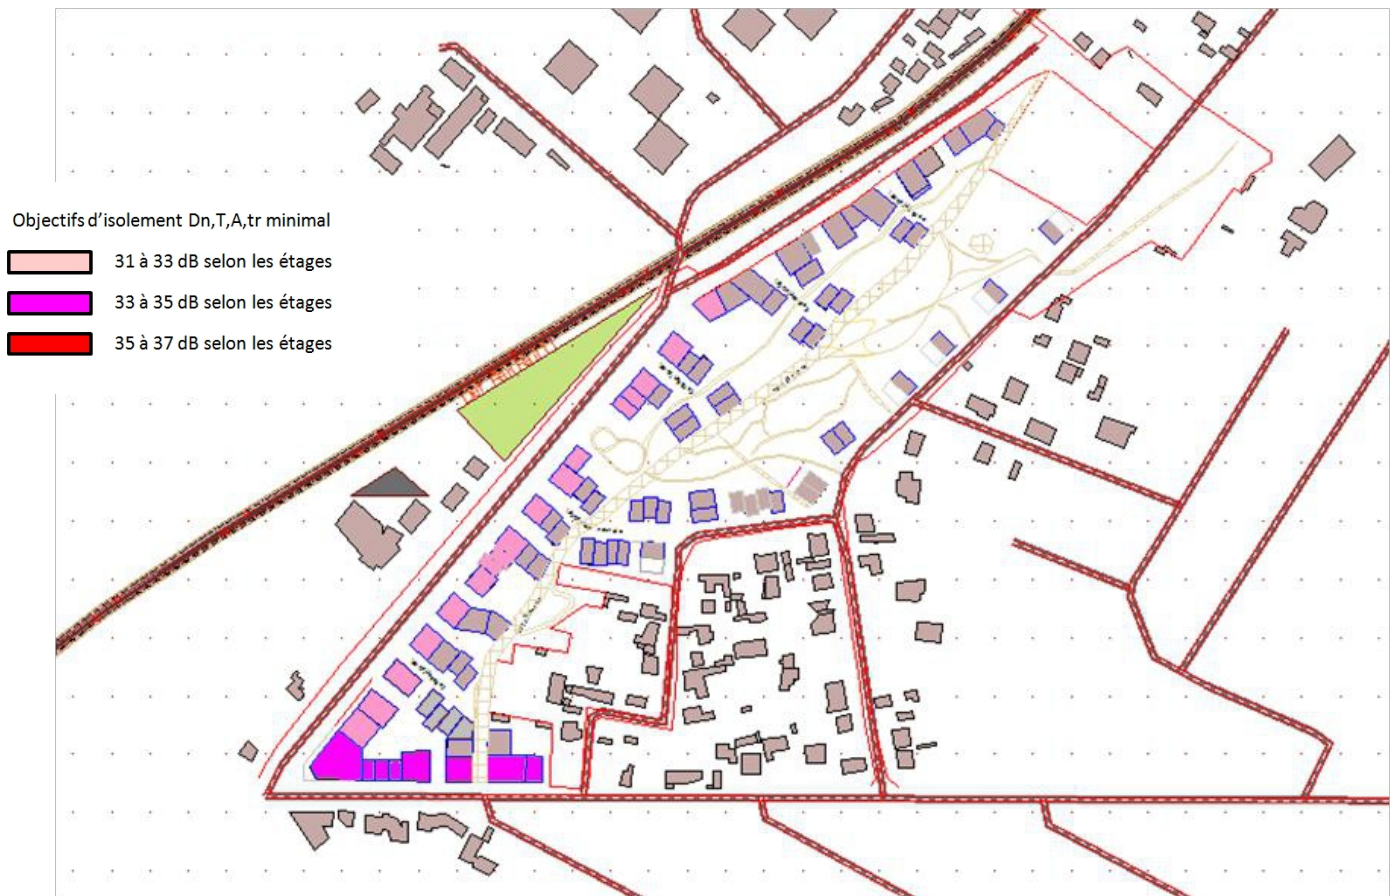 Objectifs d'isolement Dn,T,A,tr minimal
31 à 33 dB selon les étages
33 à 35 dB selon les étages
35 à 37 dB selon les étages